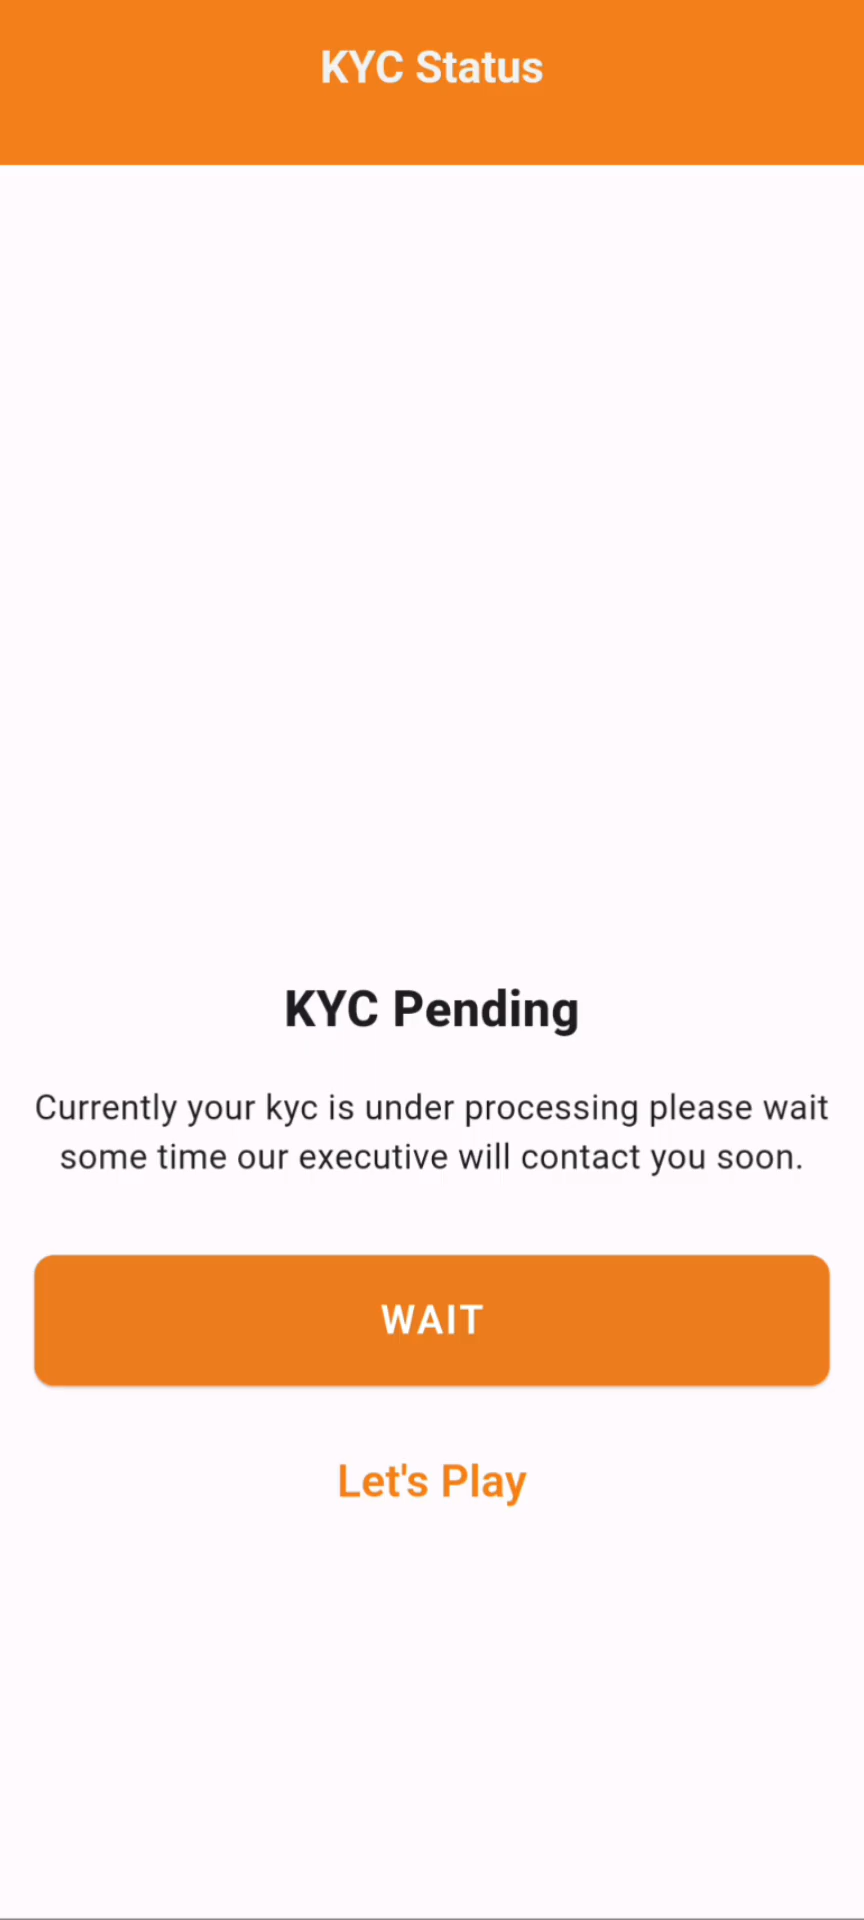 KYC Status
KYC Pending
Currently your kyc is under processing please wait
some time our executive will contact you soon.
WAIT
Let's Play